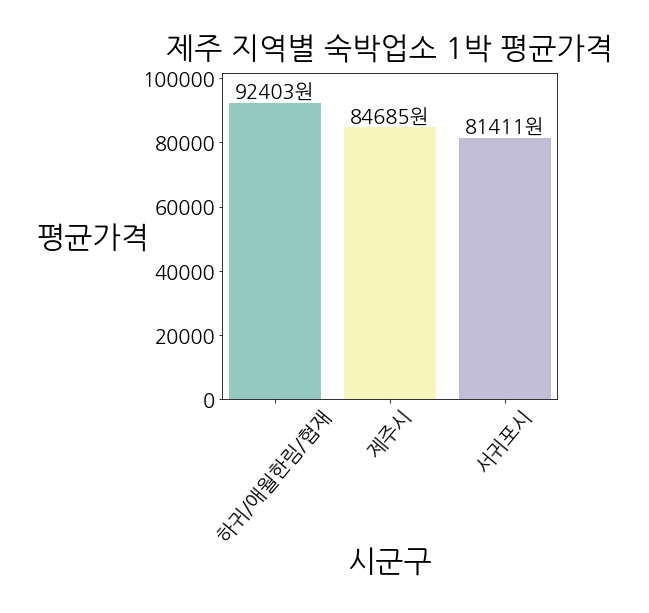 제주 지역별 숙박업소 1박 평균가격
100000
80000
60000
40000
20000
0
평균가격
92403원
84685원
81411원
하귀/애월한림/협재
제주시
서귀포시
시군구